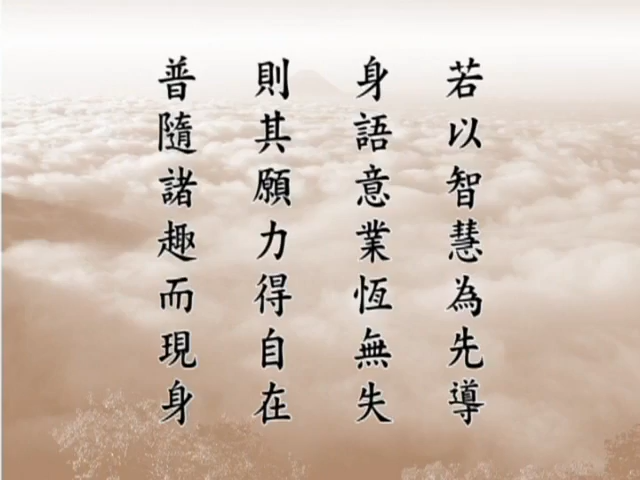 若以智慧為先導
身語意業恆無失
則其願力得自在
普隨諸趣而現身